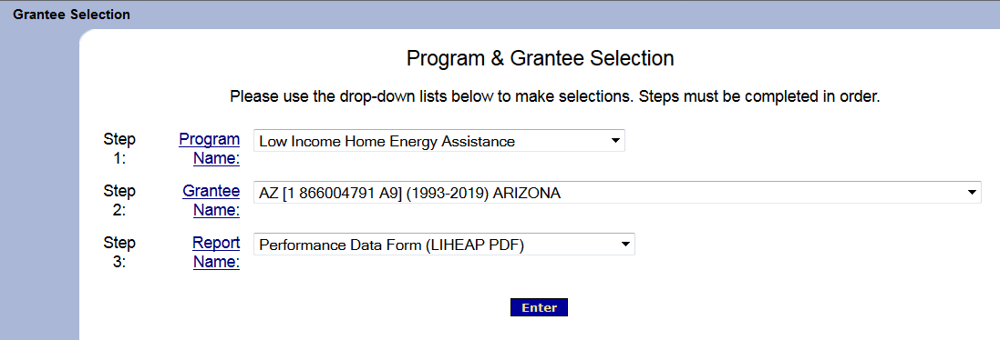 Grantee Selection
Program & Grantee Selection
Please use the drop-down lists below to make selections. Steps must be completed in order.
Step 1: Program Name: Low Income Home Energy Assistance
Step 2: Grantee Name: AZ [1 866004791 A9] (1993-2019) ARIZONA
Step 3: Report Name: Performance Data Form (LIHEAP PDF)
Enter